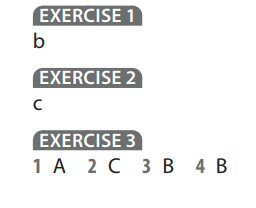 EXERCISE 1
b
EXERCISE 2
c
EXERCISE 3
1 A 2 C 3 B 4 B